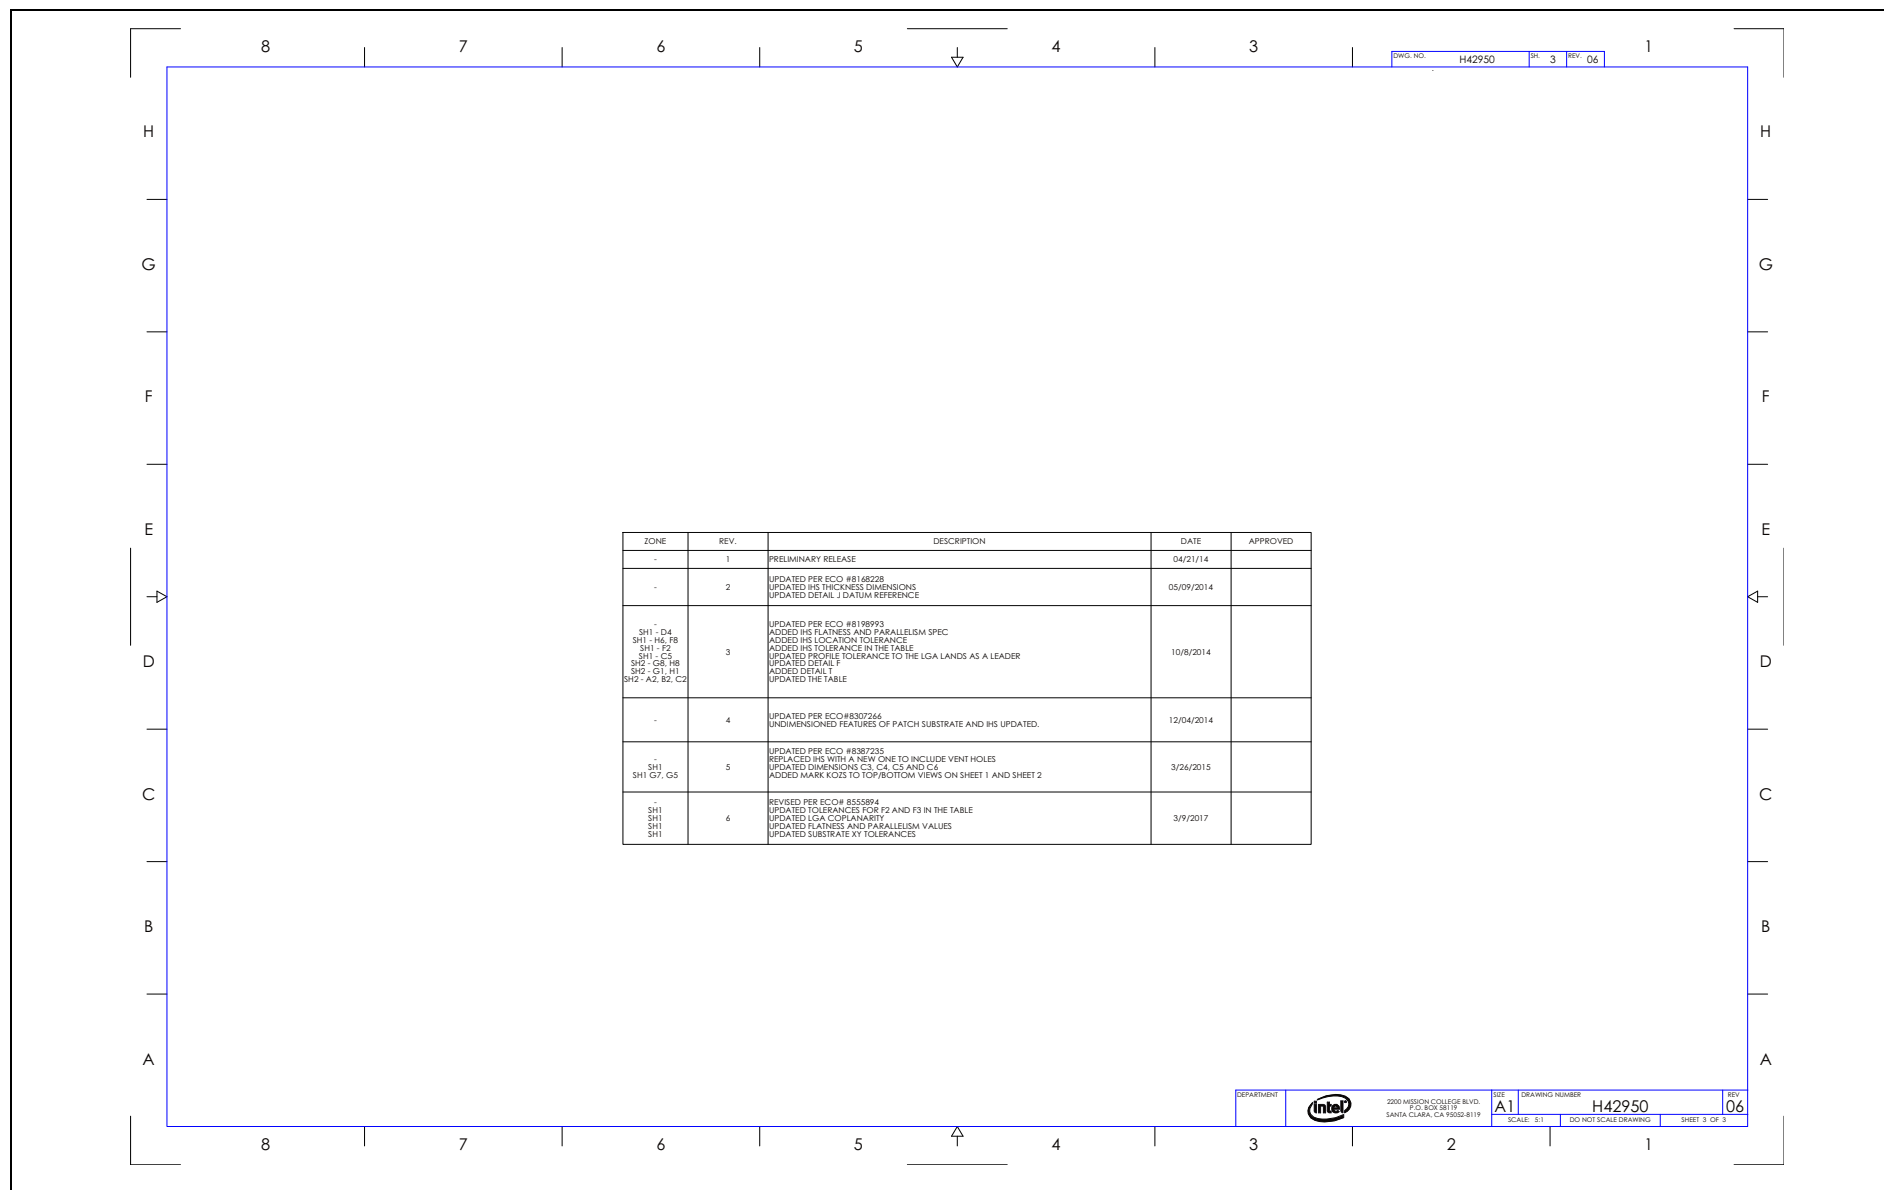 8 7 6 5 4 3 1
DWG. NO. H42950 SH. 3 REV. 06
H H
G G
F F
E E
ZONE REV. DESCRIPTION DATE APPROVED
- 1 PRELIMINARY RELEASE 04/21/14
UPDATED PER ECO #8168228
- 2 UPDATED IHS THICKNESS DIMENSIONS 05/09/2014
UPDATED DETAIL J DATUM REFERENCE
- UPDATED PER ECO #8198993
SH1 - D4 ADDED IHS FLATNESS AND PARALLELISM SPEC
SH1 - H6, F8 ADDED IHS LOCATION TOLERANCE
SH1 - F2 ADDED IHS TOLERANCE IN THE TABLE
SH1 - C5 3 UPDATED PROFILE TOLERANCE TO THE LGA LANDS AS A LEADER 10/8/2014
SH2 - G8, H8 UPDATED DETAIL F
SH2 - G1, H1 ADDED DETAIL T
SH2 - A2, B2, C2 UPDATED THE TABLE
D D
UPDATED PER ECO#8307266
- 4 UNDIMENSIONED FEATURES OF PATCH SUBSTRATE AND IHS UPDATED. 12/04/2014
UPDATED PER ECO #8387235
- REPLACED IHS WITH A NEW ONE TO INCLUDE VENT HOLES
SH1 5 UPDATED DIMENSIONS C3, C4, C5 AND C6 3/26/2015
SH1 G7, G5 ADDED MARK KOZS TO TOP/BOTTOM VIEWS ON SHEET 1 AND SHEET 2
C C
- REVISED PER ECO# 8555894
SH1 UPDATED TOLERANCES FOR F2 AND F3 IN THE TABLE
SH1 6 UPDATED LGA COPLANARITY 3/9/2017
SH1 UPDATED FLATNESS AND PARALLELISM VALUES
SH1 UPDATED SUBSTRATE XY TOLERANCES
B B
A A
DEPARTMENT
intel
2200 MISSION COLLEGE BLVD.
P.O. BOX 58119
SANTA CLARA, CA 95052-8119
SIZE DRAWING NUMBER REV
A1 H42950 06
SCALE: 5:1 DO NOT SCALE DRAWING SHEET 3 OF 3
8 7 6 5 4 3 2 1